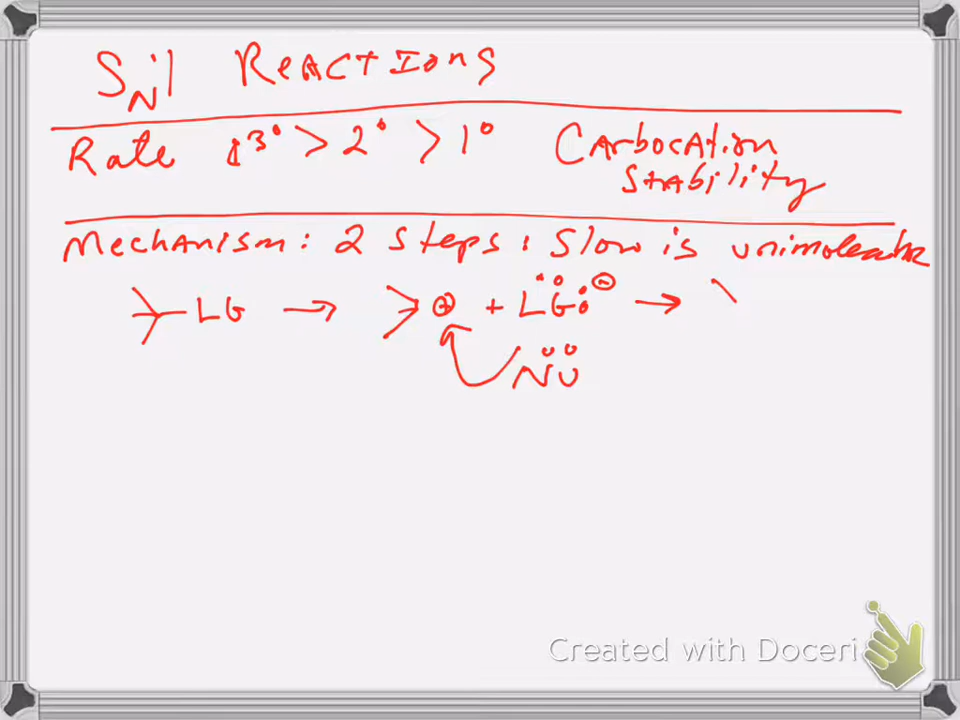 SN1 Reactions
Rate 3° > 2° > 1° Carbocation
Stability
Mechanism: 2 Steps: Slow is unimolecular
LG → ⊕ + LG:⊖ →
Nu
Created with Doceri